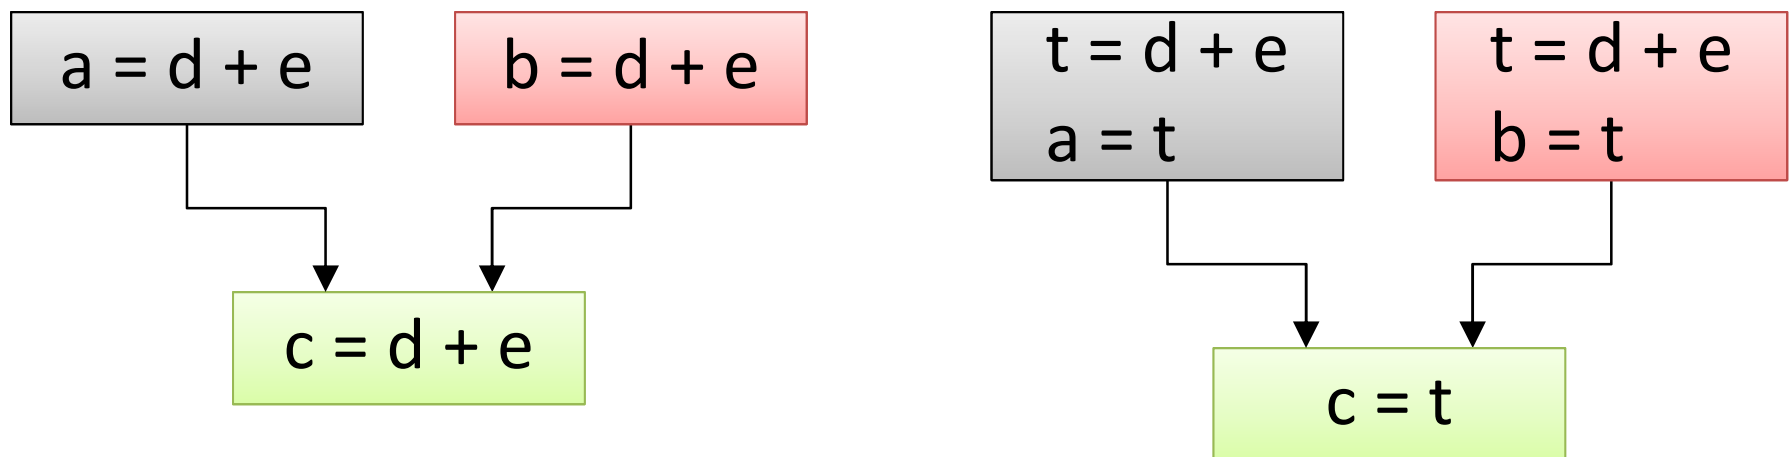 a = d + e
b = d + e
c = d + e
t = d + e
a = t
t = d + e
b = t
c = t